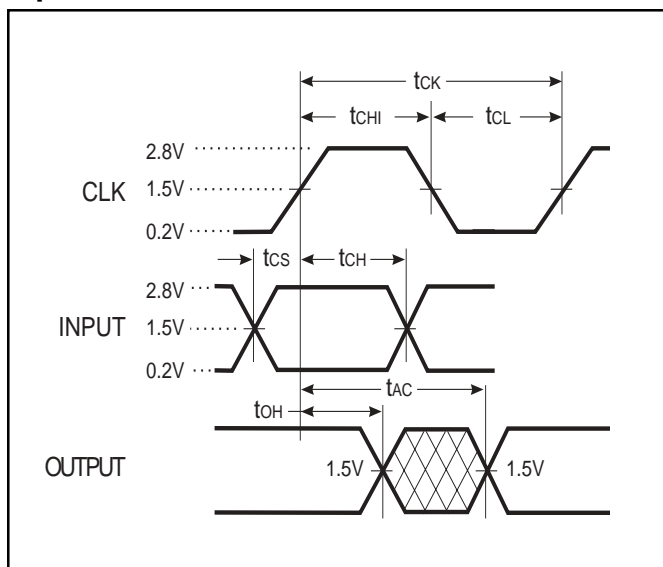 tCK
tCHI tCL
2.8V
CLK 1.5V
0.2V
tCS tCH
2.8V
INPUT 1.5V
0.2V
tAC
tOH
OUTPUT 1.5V 1.5V